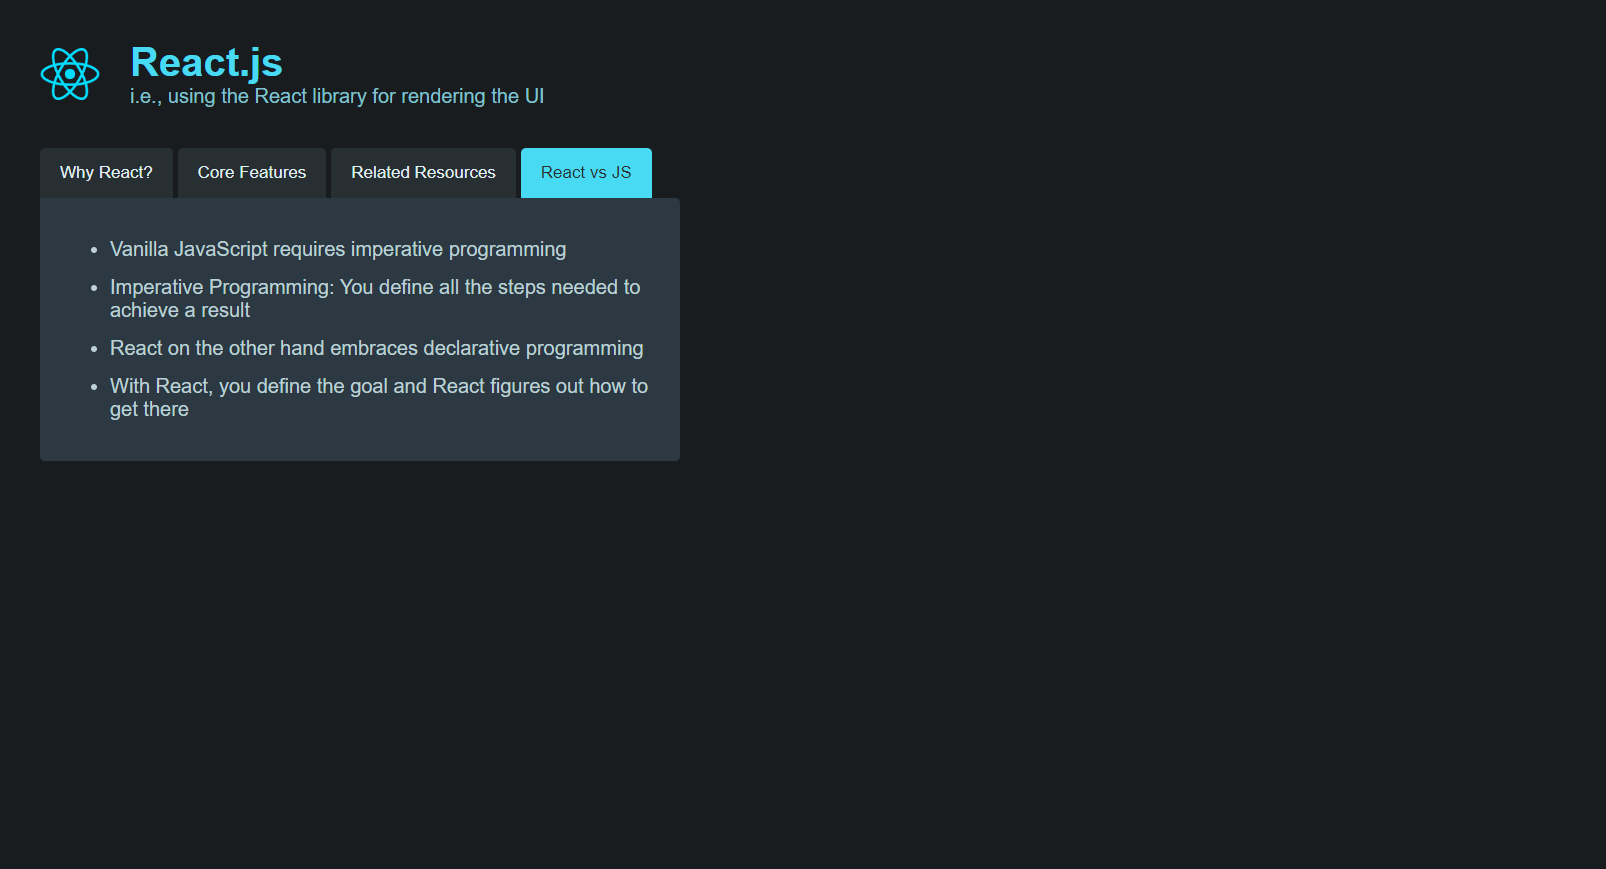 React.js
i.e., using the React library for rendering the UI
Why React? Core Features Related Resources React vs JS
• Vanilla JavaScript requires imperative programming
• Imperative Programming: You define all the steps needed to
achieve a result
• React on the other hand embraces declarative programming
• With React, you define the goal and React figures out how to
get there